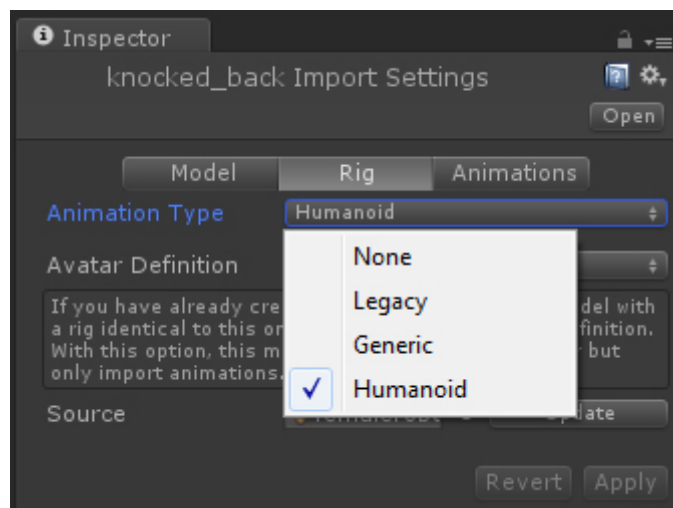 Inspector
knocked_back Import Settings
Open
Model Rig Animations
Animation Type Humanoid
None
Avatar Definition
Legacy
If you have already cre del with
a rig identical to this finition.
Generic
With this option, this but
only import animations.
Humanoid
Source Update
Revert Apply